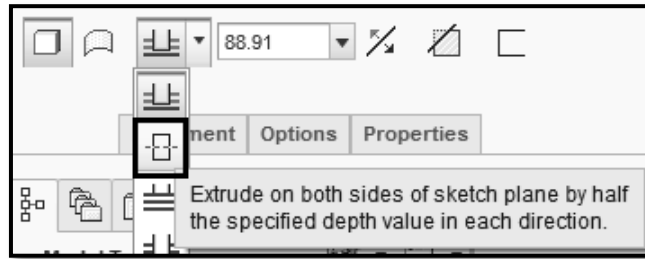 88.91
Options Properties
Extrude on both sides of sketch plane by half
the specified depth value in each direction.